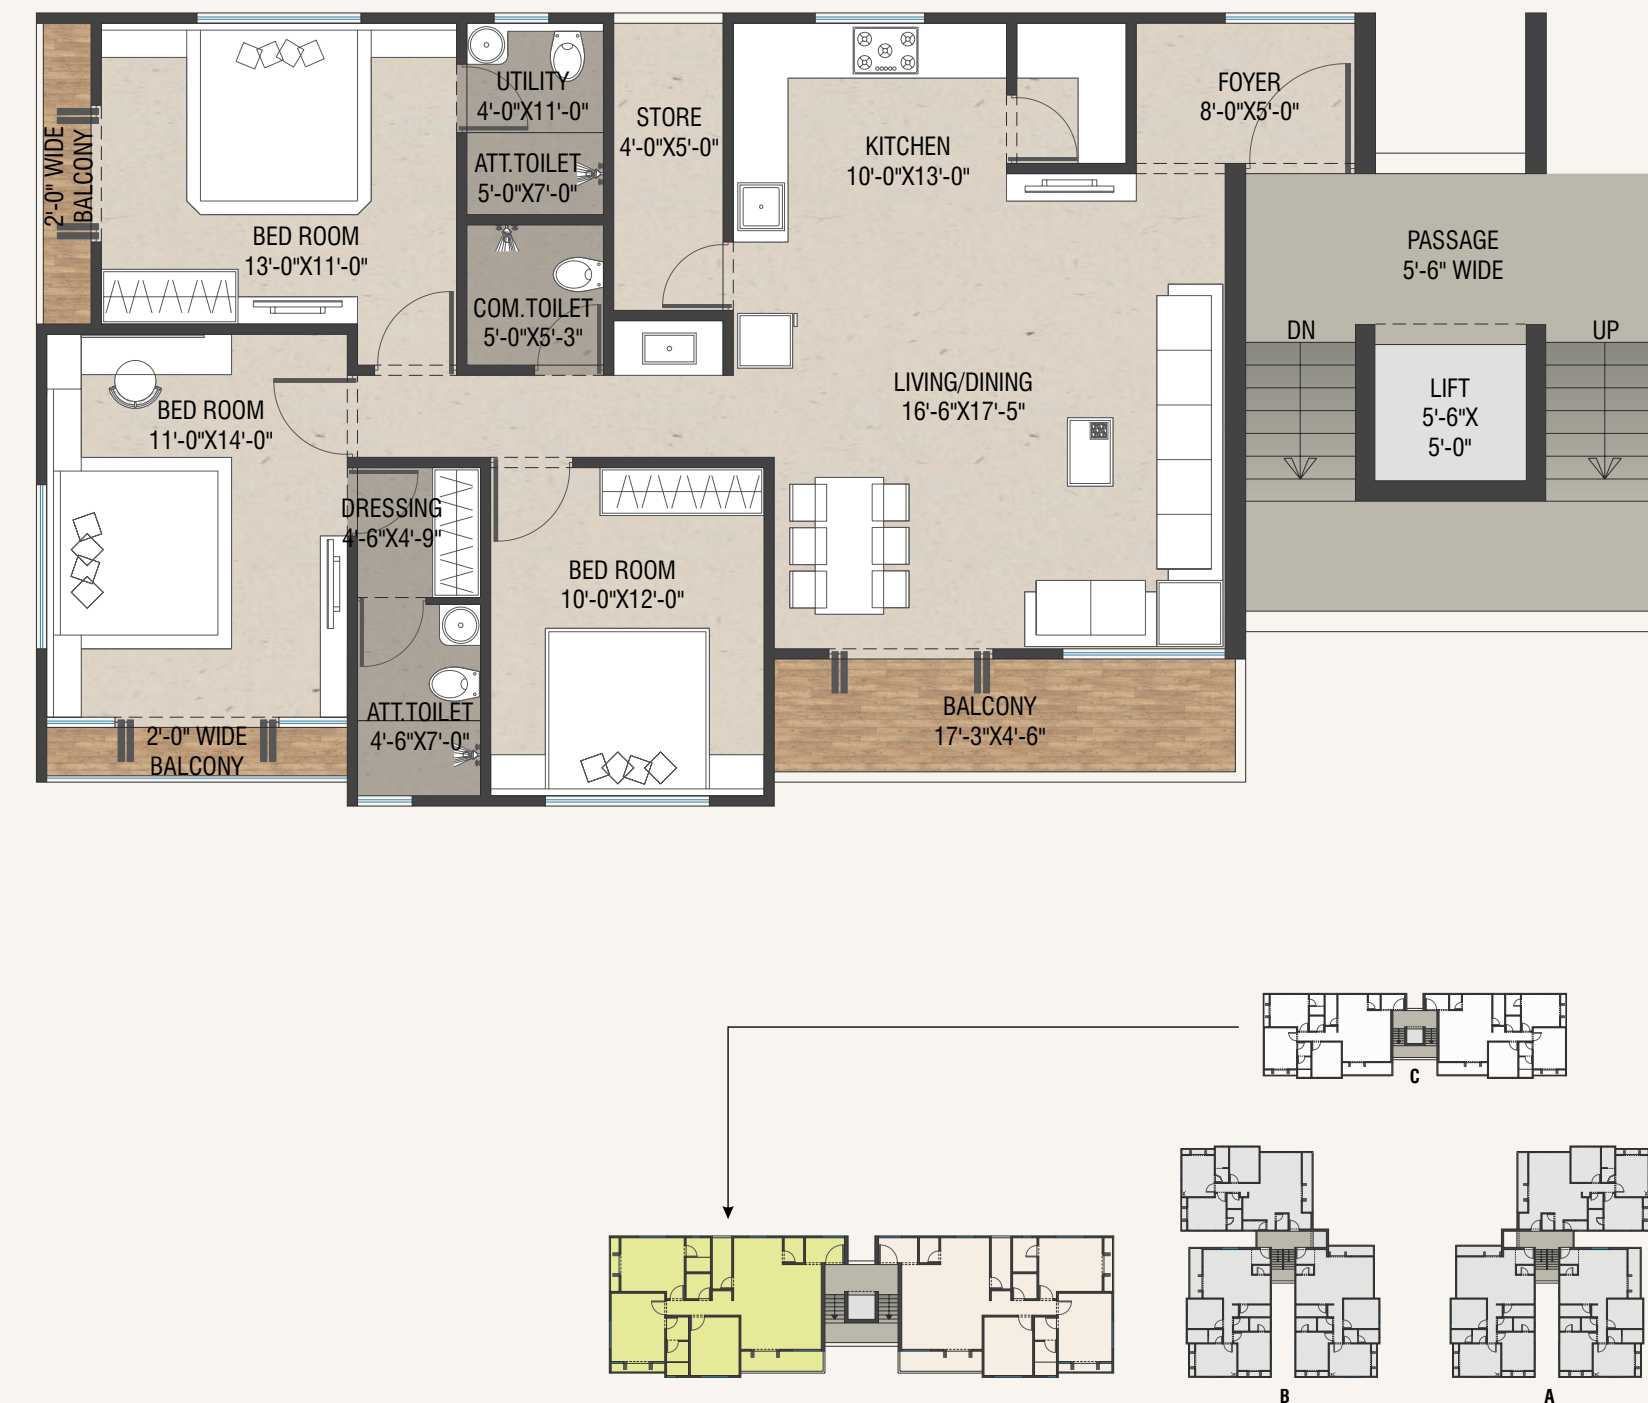 UTILITY
4'-0"X11'-0"
ATT.TOILET
5'-0"X7'-0"
STORE
4'-0"X5'-0"
KITCHEN
10'-0"X13'-0"
FOYER
8'-0"X5'-0"
2'-0" WIDE
BALCONY
BED ROOM
13'-0"X11'-0"
COM.TOILET
5'-0"X5'-3"
PASSAGE
5'-6" WIDE
DN
UP
LIFT
5'-6"X
5'-0"
LIVING/DINING
16'-6"X17'-5"
BED ROOM
11'-0"X14'-0"
DRESSING
4'-6"X4'-9"
BED ROOM
10'-0"X12'-0"
ATT.TOILET
4'-6"X7'-0"
2'-0" WIDE
BALCONY
BALCONY
17'-3"X4'-6"
C
B
A